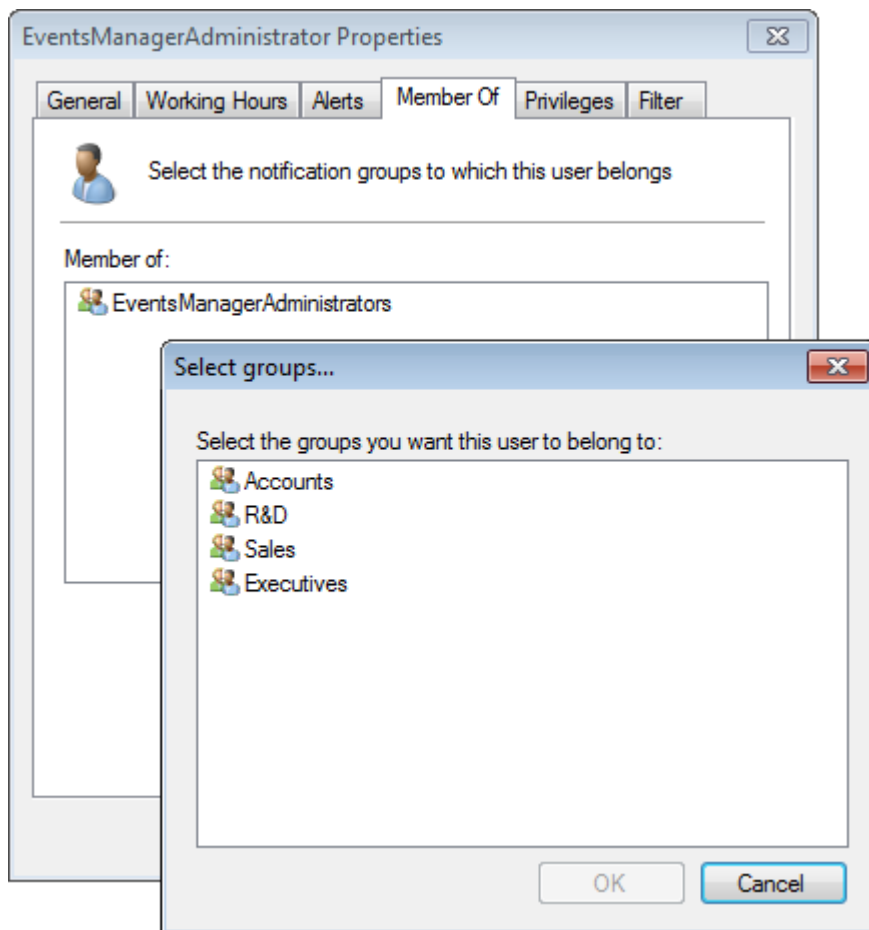 EventsManagerAdministrator Properties
General Working Hours Alerts Member Of Privileges Filter
Select the notification groups to which this user belongs
Member of:
EventsManagerAdministrators
Select groups...
Select the groups you want this user to belong to:
Accounts
R&D
Sales
Executives
OK Cancel